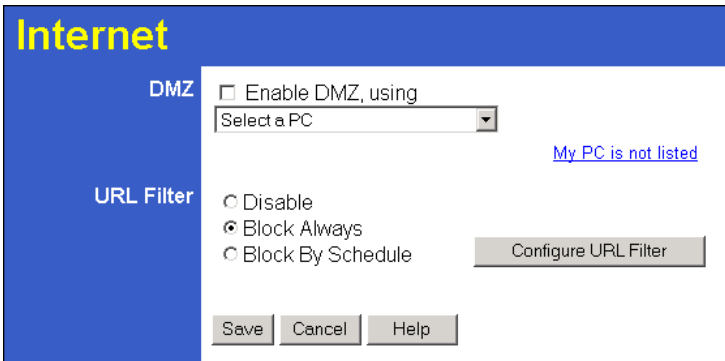 Internet
DMZ
Enable DMZ, using
Select a PC
My PC is not listed
URL Filter
Disable
Block Always
Block By Schedule
Configure URL Filter
Save
Cancel
Help